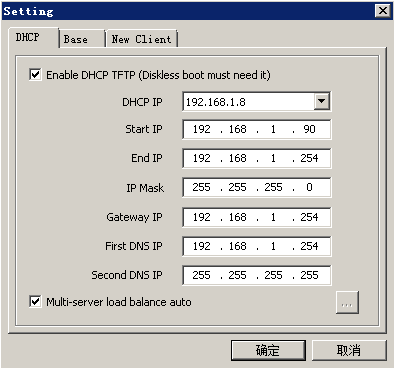 Setting
DHCP Base New Client
Enable DHCP TFTP (Diskless boot must need it)
DHCP IP 192.168.1.8
Start IP 192 . 168 . 1 . 90
End IP 192 . 168 . 1 . 254
IP Mask 255 . 255 . 255 . 0
Gateway IP 192 . 168 . 1 . 254
First DNS IP 192 . 168 . 1 . 254
Second DNS IP 255 . 255 . 255 . 255
Multi-server load balance auto ...
确定 取消